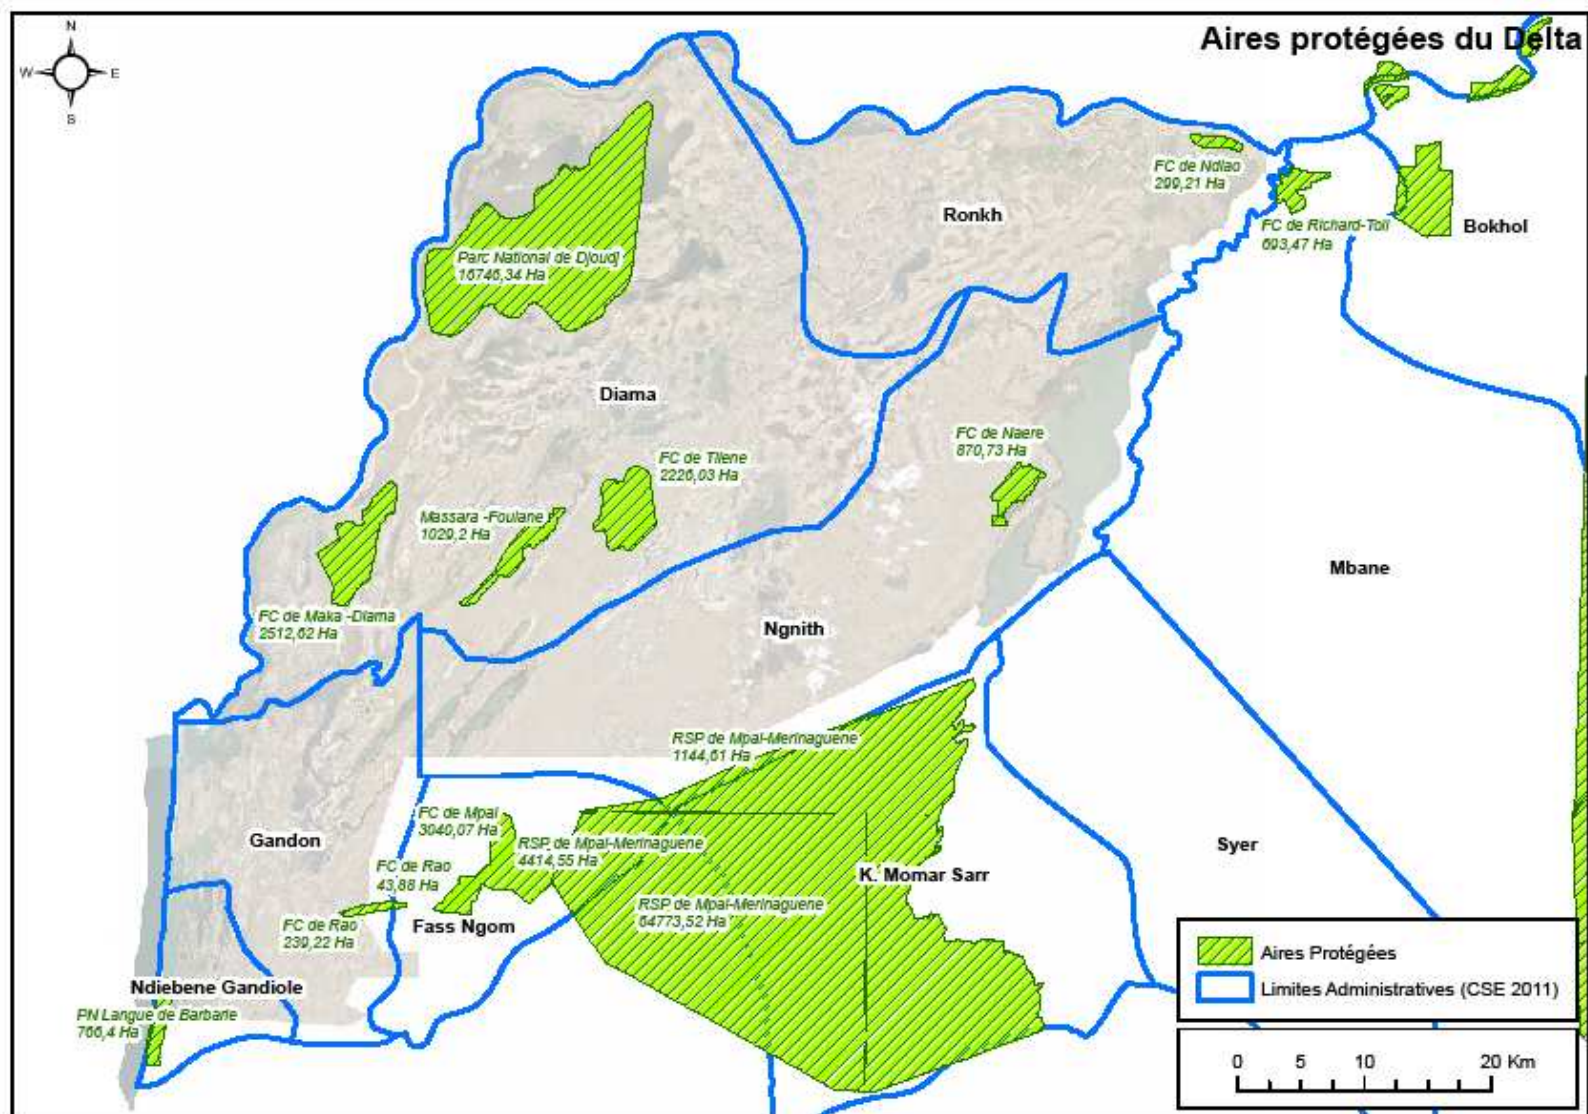 Aires protégées du Delta
N
W
E
S
FC de Ndiao
299,21 Ha
Ronkh
FC de Richard-Toll
693,47 Ha
Bokhol
Parc National de Djoudj
16746,34 Ha
Diama
FC de Naere
870,73 Ha
FC de Tilene
2226,03 Ha
Massara -Foulane
1029,2 Ha
Mbane
FC de Maka -Diama
2512,62 Ha
Ngnith
RSP de Mpal-Merinaguene
1144,61 Ha
FC de Mpal
3040,07 Ha
Gandon
RSP de Mpal-Merinaguene
4414,55 Ha
Syer
FC de Rao
43,88 Ha
K. Momar Sarr
RSP de Mpal-Merinaguene
64773,52 Ha
FC de Rao
239,22 Ha
Fass Ngom
Ndiebene Gandiole
PN Langue de Barbarie
766,4 Ha
Aires Protégées
Limites Administratives (CSE 2011)
0 5 10 20 Km